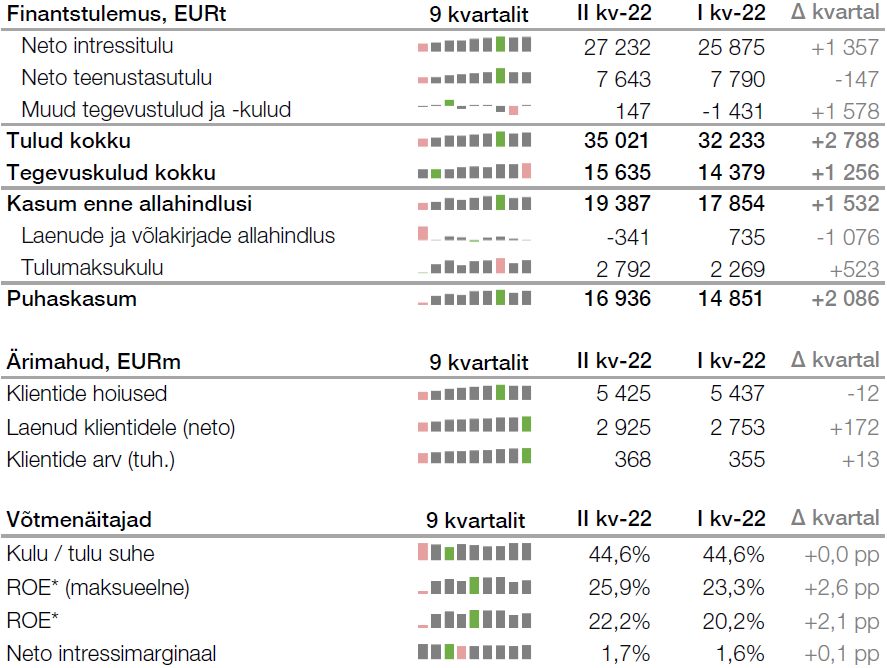 Finantstulemus, EURt 9 kvartalit II kv-22 I kv-22 Δ kvartal
Neto intressitulu 27 232 25 875 +1 357
Neto teenustasutulu 7 643 7 790 -147
Muud tegevustulud ja -kulud 147 -1 431 +1 578
Tulud kokku 35 021 32 233 +2 788
Tegevuskulud kokku 15 635 14 379 +1 256
Kasum enne allahindlusi 19 387 17 854 +1 532
Laenude ja võlakirjade allahindlus -341 735 -1 076
Tulumaksukulu 2 792 2 269 +523
Puhaskasum 16 936 14 851 +2 086
Ärimahud, EURm 9 kvartalit II kv-22 I kv-22 Δ kvartal
Klientide hoiused 5 425 5 437 -12
Laenud klientidele (neto) 2 925 2 753 +172
Klientide arv (tuh.) 368 355 +13
Võtmenäitajad 9 kvartalit II kv-22 I kv-22 Δ kvartal
Kulu / tulu suhe 44,6% 44,6% +0,0 pp
ROE* (maksueelne) 25,9% 23,3% +2,6 pp
ROE* 22,2% 20,2% +2,1 pp
Neto intressimarginaal 1,7% 1,6% +0,1 pp